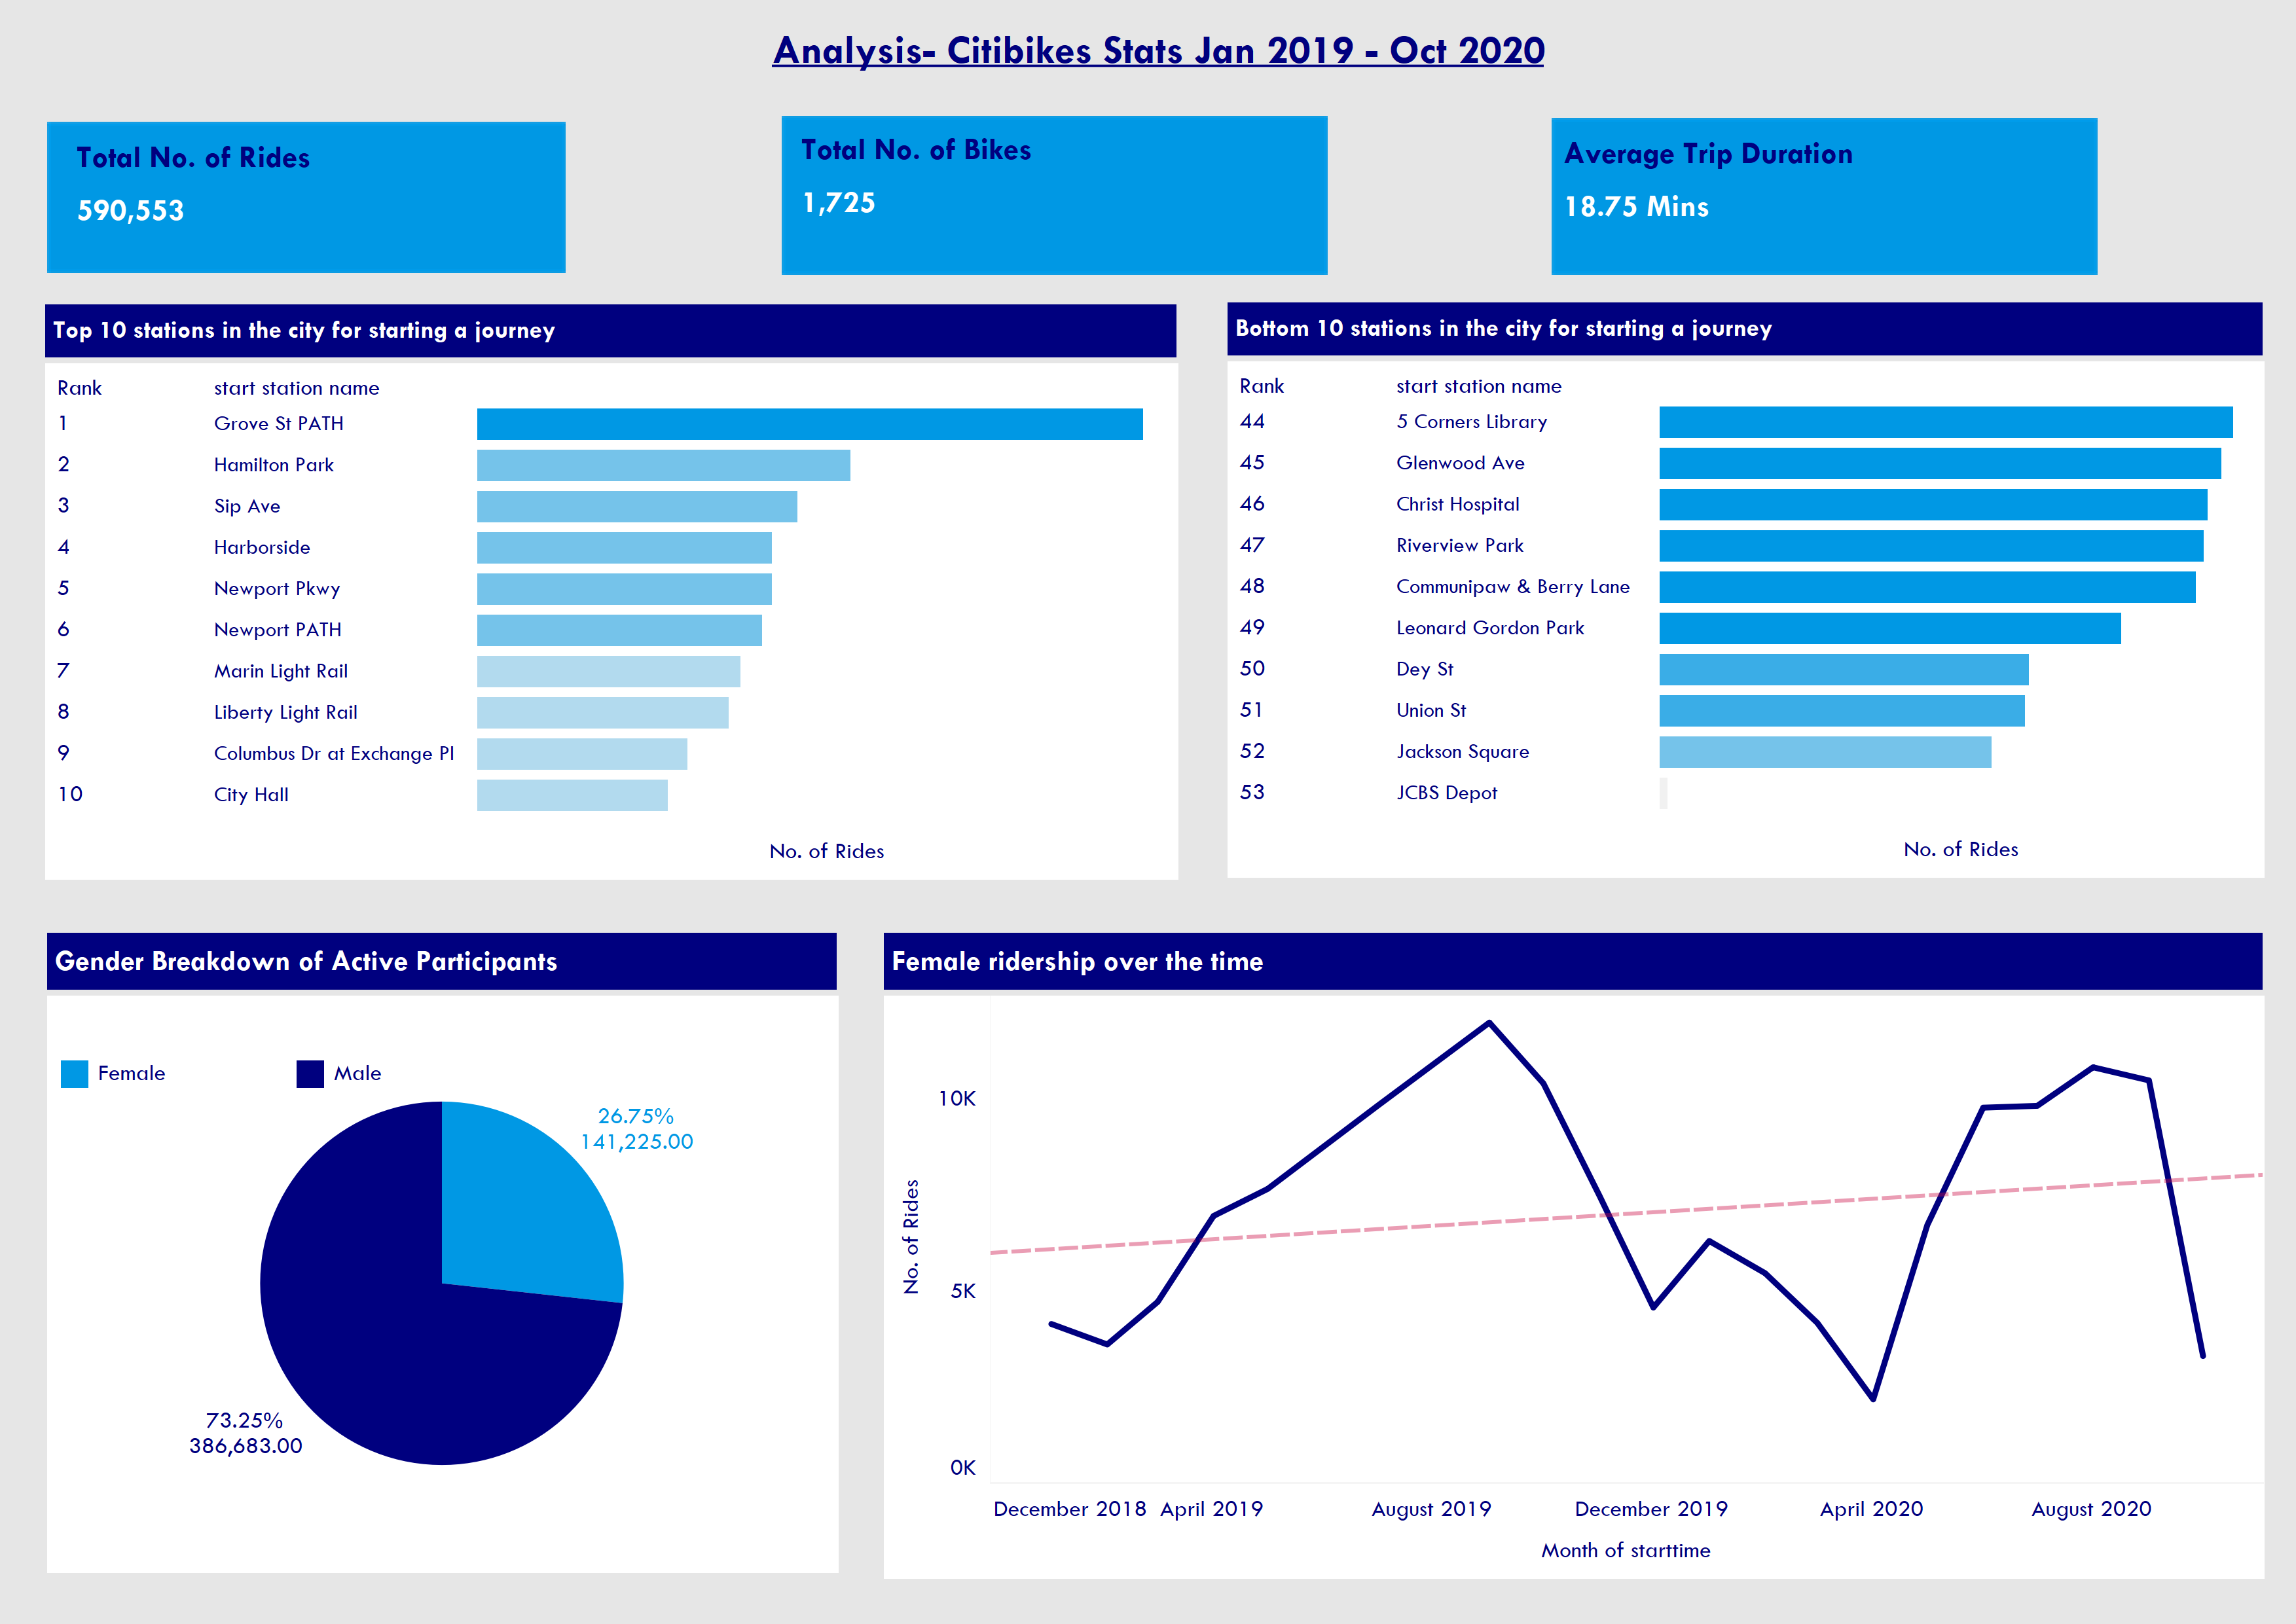 Analysis- Citibikes Stats Jan 2019 - Oct 2020
Total No. of Rides
590,553
Total No. of Bikes
1,725
Average Trip Duration
18.75 Mins
Top 10 stations in the city for starting a journey
Rank start station name
1 Grove St PATH
2 Hamilton Park
3 Sip Ave
4 Harborside
5 Newport Pkwy
6 Newport PATH
7 Marin Light Rail
8 Liberty Light Rail
9 Columbus Dr at Exchange Pl
10 City Hall
No. of Rides
Bottom 10 stations in the city for starting a journey
Rank start station name
44 5 Corners Library
45 Glenwood Ave
46 Christ Hospital
47 Riverview Park
48 Communipaw & Berry Lane
49 Leonard Gordon Park
50 Dey St
51 Union St
52 Jackson Square
53 JCBS Depot
No. of Rides
Gender Breakdown of Active Participants
Female Male
26.75%
141,225.00
73.25%
386,683.00
Female ridership over the time
No. of Rides
10K
5K
0K
December 2018 April 2019 August 2019 December 2019 April 2020 August 2020
Month of starttime